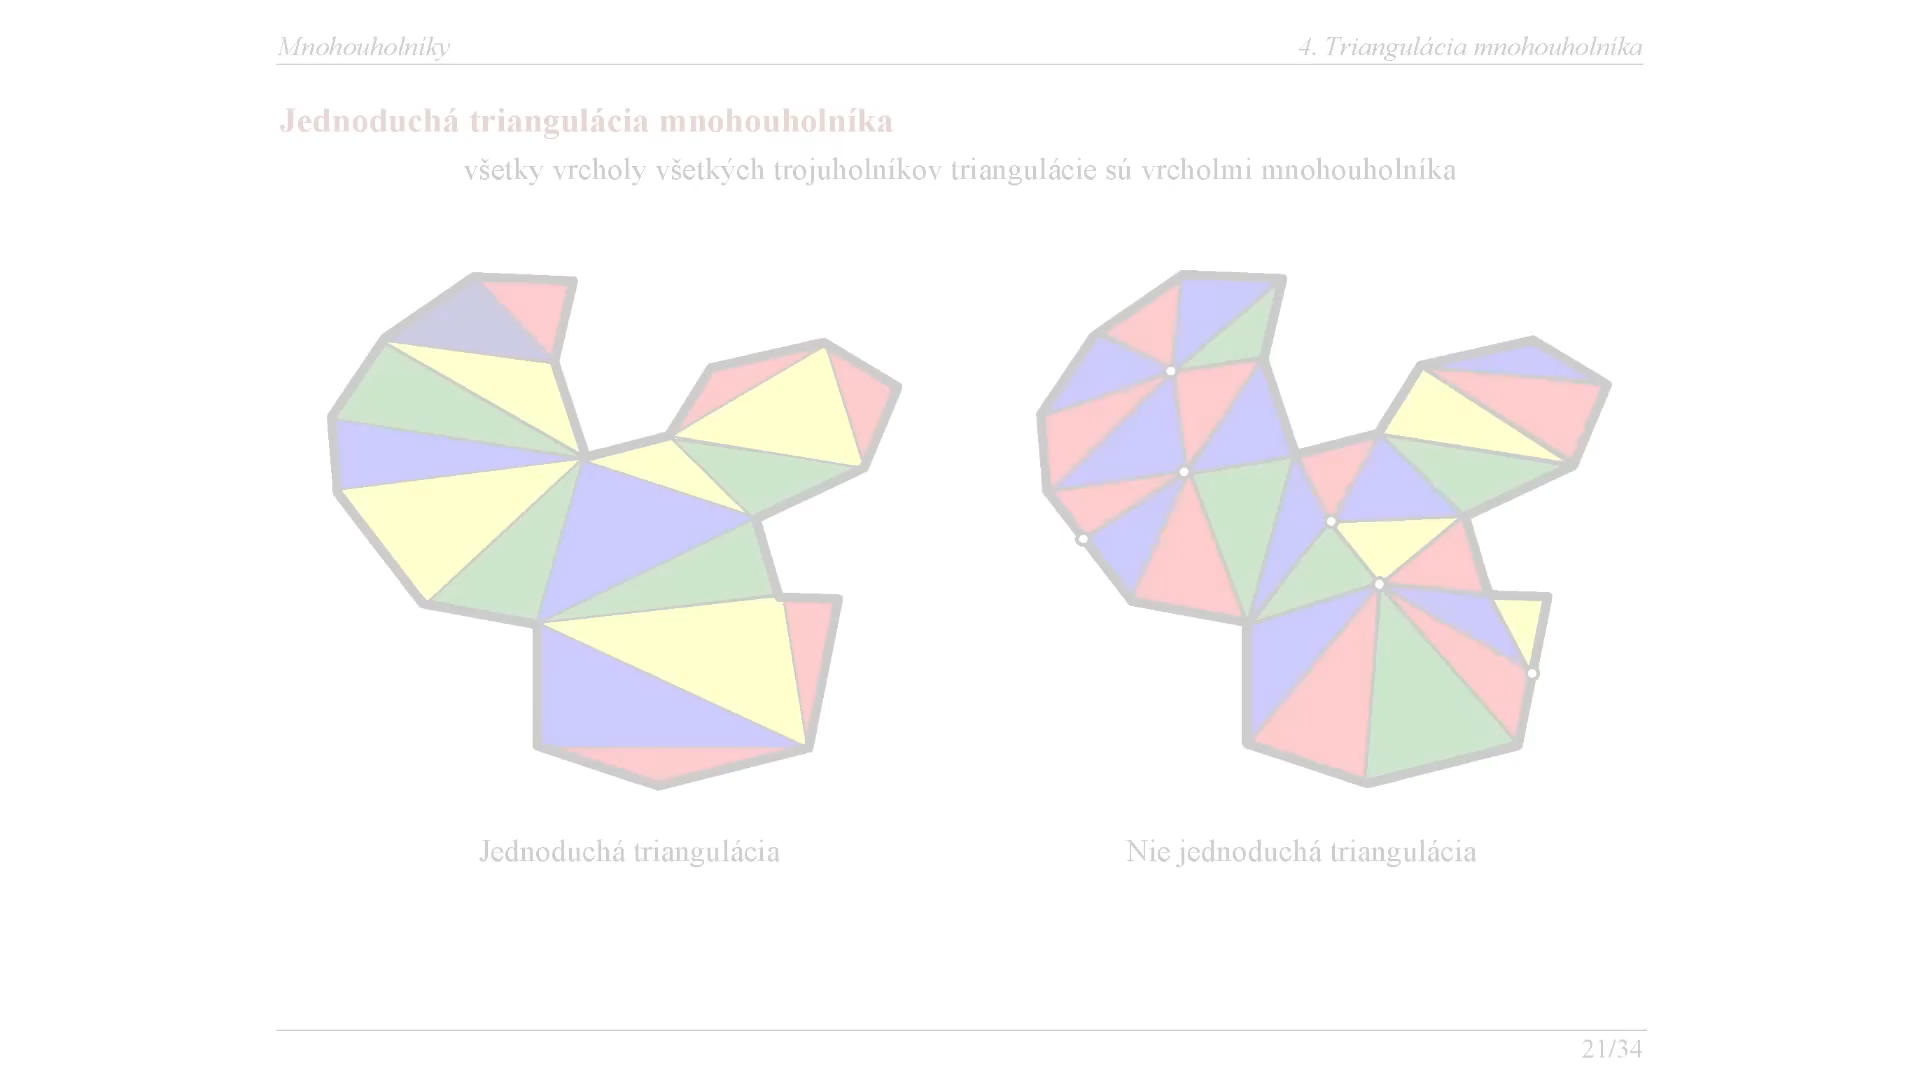 Mnohouholníky
4. Triangulácia mnohouholníka
Jednoduchá triangulácia mnohouholníka
všetky vrcholy všetkých trojuholníkov triangulácie sú vrcholmi mnohouholníka
Jednoduchá triangulácia
Nie jednoduchá triangulácia
21/34